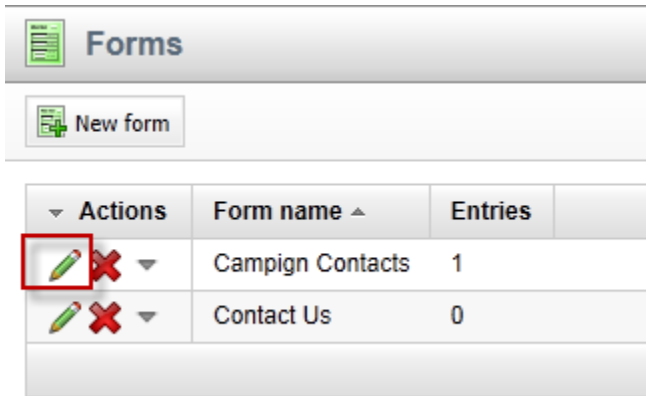 Forms
New form
Actions Form name Entries
Campign Contacts 1
Contact Us 0